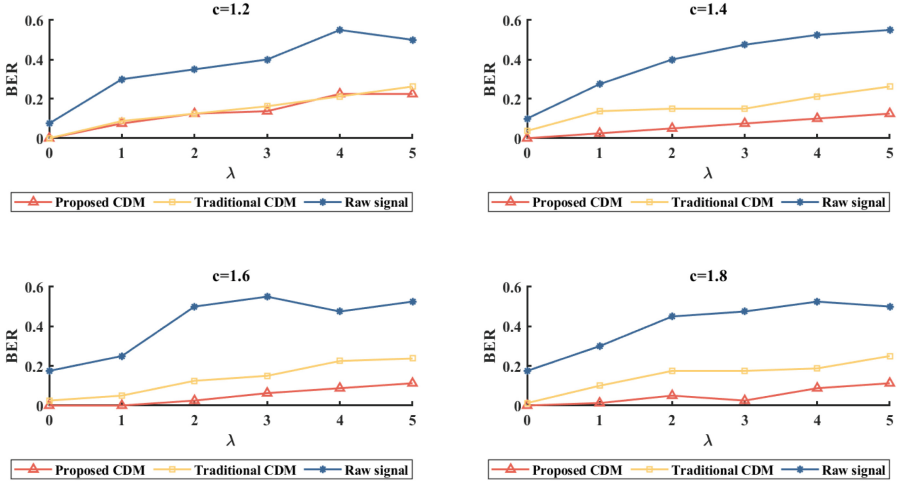 c=1.2
0.6
0.4
0.2
0
BER
0 1 2 3 4 5
λ
Proposed CDM Traditional CDM Raw signal
c=1.4
0.6
0.4
0.2
0
BER
0 1 2 3 4 5
λ
Proposed CDM Traditional CDM Raw signal
c=1.6
0.6
0.4
0.2
0
BER
0 1 2 3 4 5
λ
Proposed CDM Traditional CDM Raw signal
c=1.8
0.6
0.4
0.2
0
BER
0 1 2 3 4 5
λ
Proposed CDM Traditional CDM Raw signal